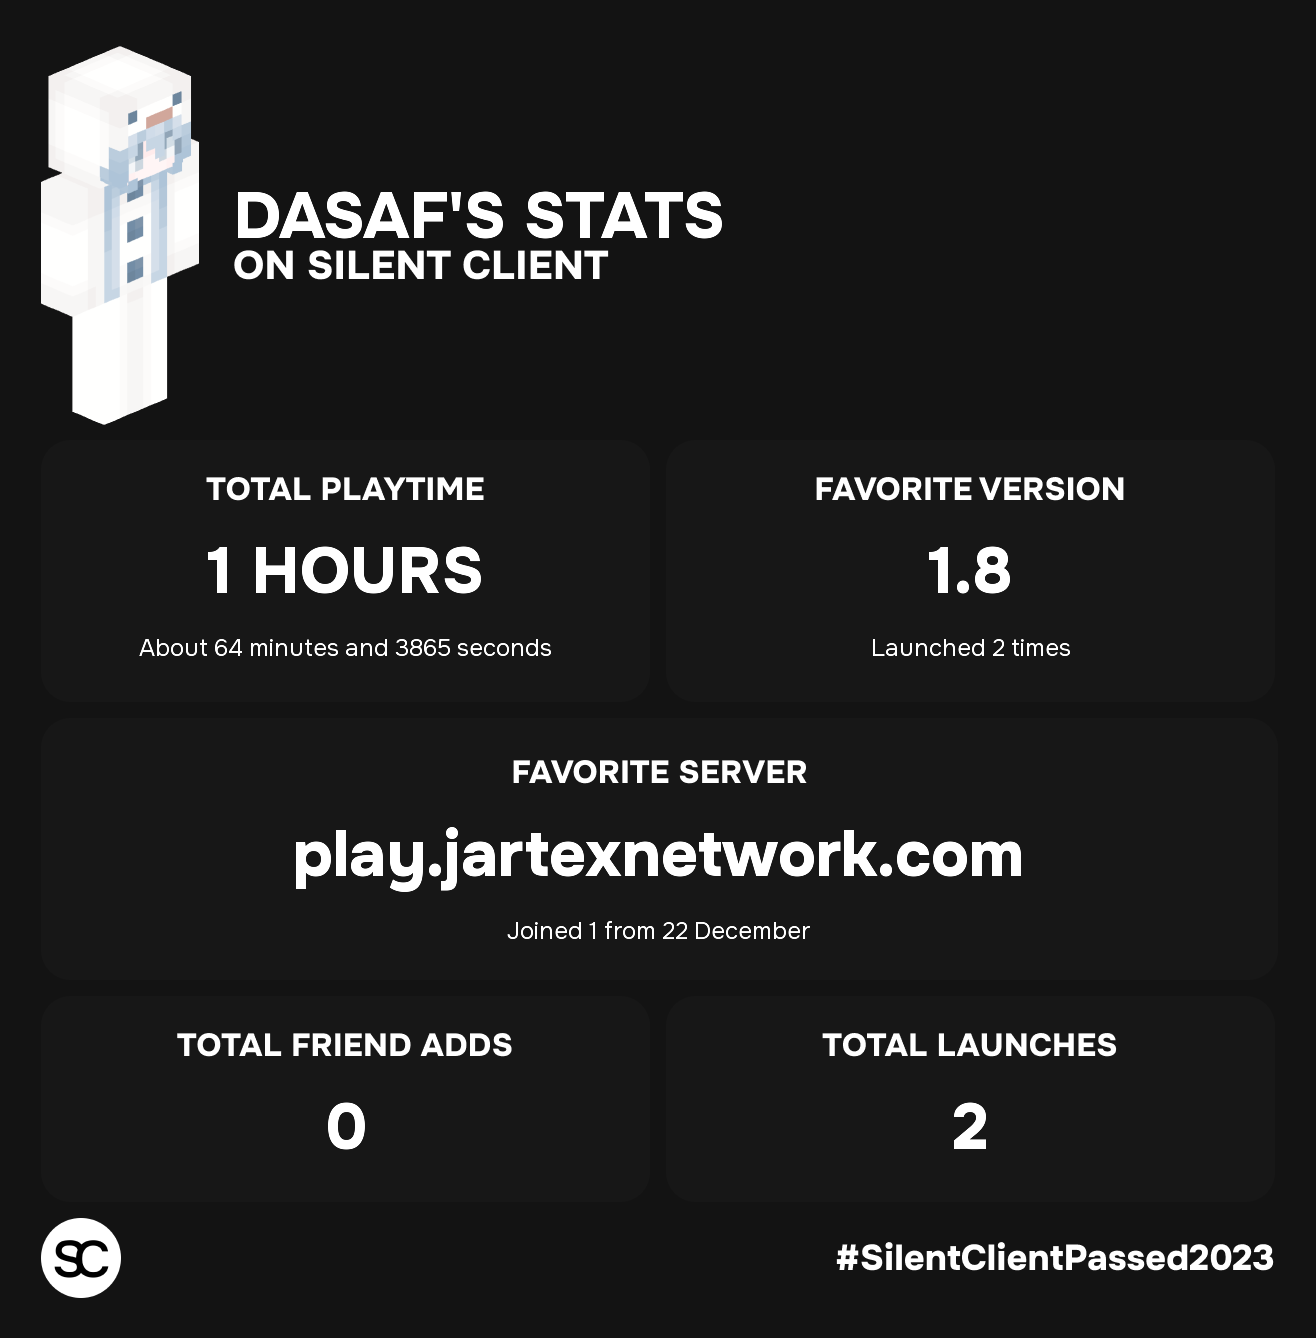 DASAF'S STATS
ON SILENT CLIENT
TOTAL PLAYTIME
1 HOURS
About 64 minutes and 3865 seconds
FAVORITE VERSION
1.8
Launched 2 times
FAVORITE SERVER
play.jartexnetwork.com
Joined 1 from 22 December
TOTAL FRIEND ADDS
0
TOTAL LAUNCHES
2
SC
#SilentClientPassed2023